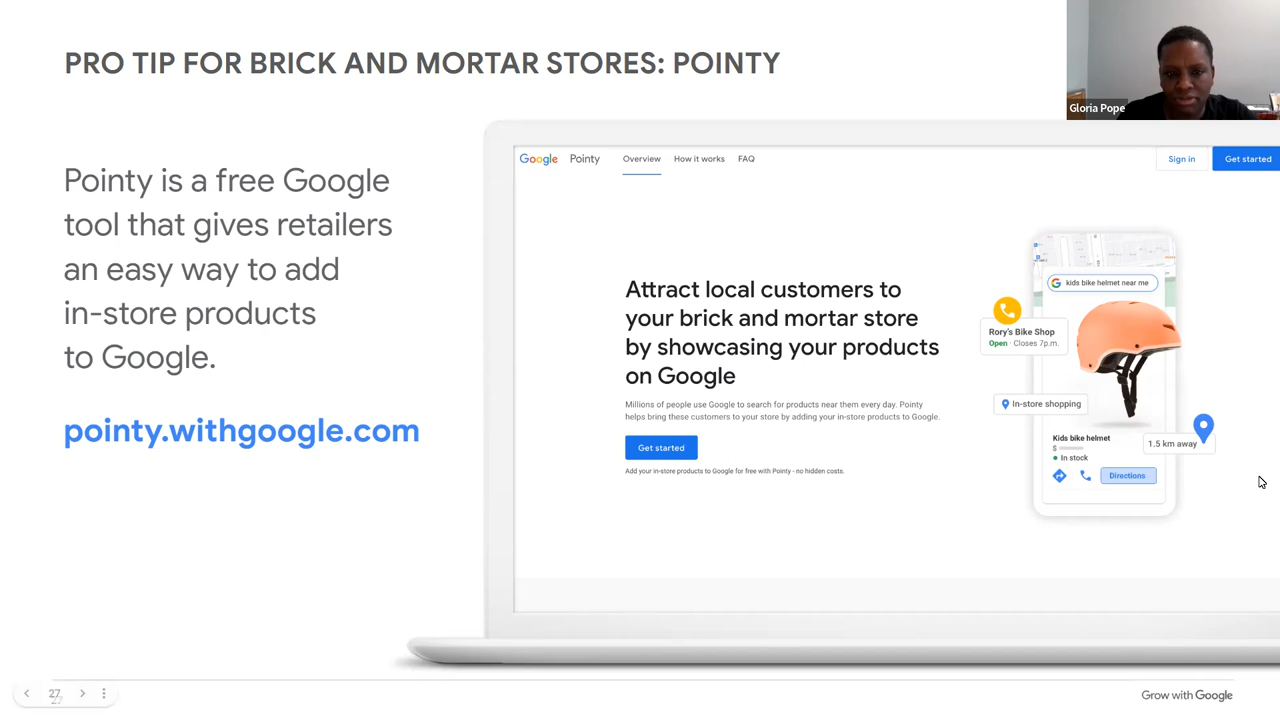 PRO TIP FOR BRICK AND MORTAR STORES: POINTY
Gloria Pope
Pointy is a free Google
tool that gives retailers
an easy way to add
in-store products
to Google.
pointy.withgoogle.com
Google Pointy Overview How it works FAQ Sign in Get started
Attract local customers to
your brick and mortar store
by showcasing your products
on Google
Millions of people use Google to search for products near them every day. Pointy
helps bring these customers to your store by adding your in-store products to Google.
Get started
Add your in-store products to Google for free with Pointy - no hidden costs.
G kids bike helmet near me
Rory's Bike Shop
Open · Closes 7p.m.
In-store shopping
1.5 km away
Kids bike helmet
$
In stock
Directions
27
27
Grow with Google